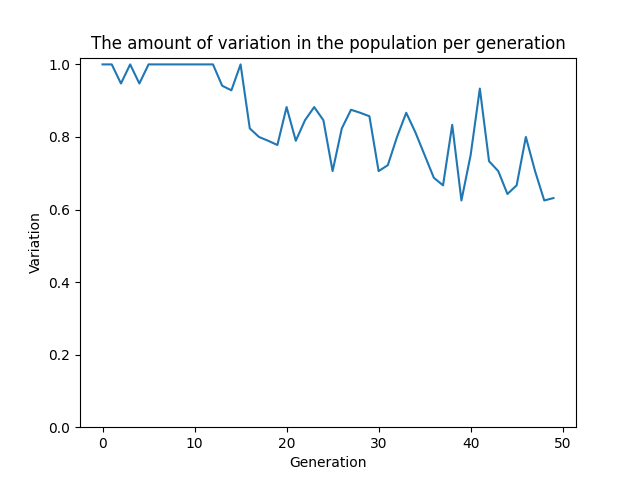 The amount of variation in the population per generation
1.0
0.8
0.6
0.4
0.2
0.0
Variation
0 10 20 30 40 50
Generation